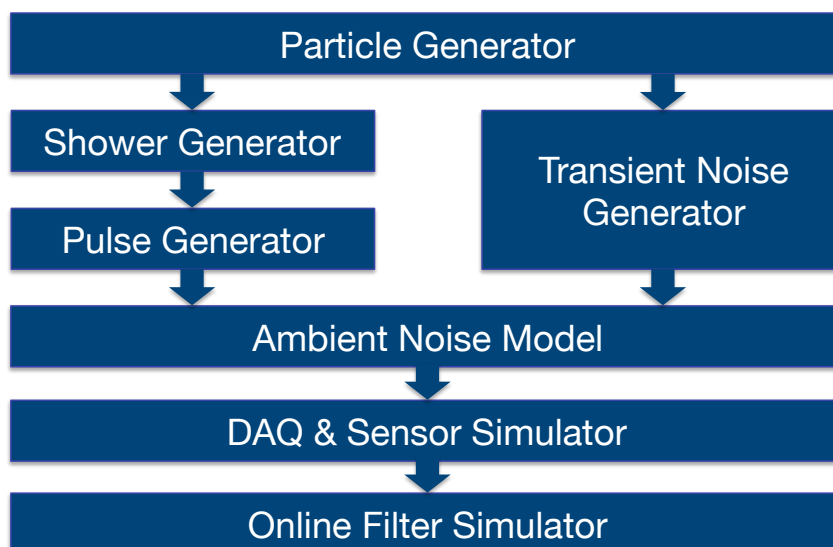 Particle Generator
Shower Generator
Pulse Generator
Transient Noise
Generator
Ambient Noise Model
DAQ & Sensor Simulator
Online Filter Simulator